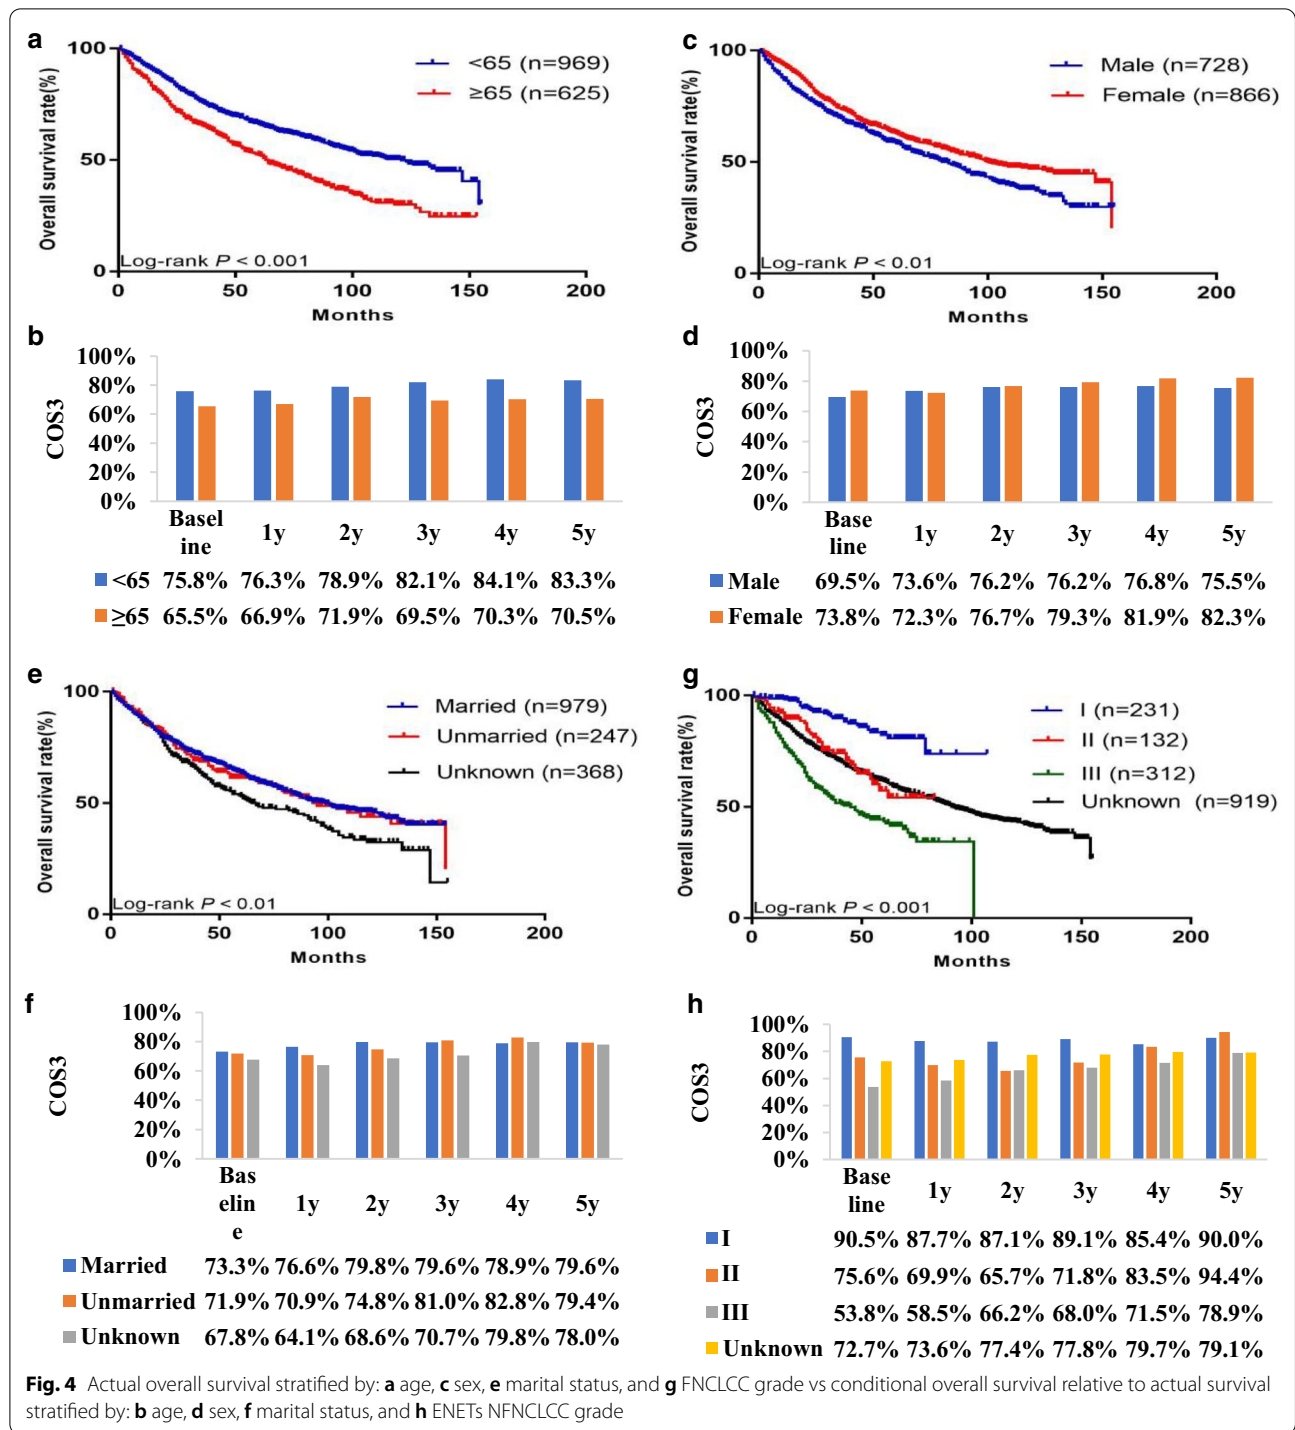 a
100
50
0
Overall survival rate(%)
<65 (n=969)
≥65 (n=625)
Log-rank P < 0.001
0 50 100 150 200
Months
c
100
50
0
Overall survival rate(%)
Male (n=728)
Female (n=866)
Log-rank P < 0.01
0 50 100 150 200
Months
b
100%
80%
60%
40%
20%
0%
COS3
Basel
ine 1y 2y 3y 4y 5y
<65 75.8% 76.3% 78.9% 82.1% 84.1% 83.3%
≥65 65.5% 66.9% 71.9% 69.5% 70.3% 70.5%
d
100%
80%
60%
40%
20%
0%
COS3
Base
line 1y 2y 3y 4y 5y
Male 69.5% 73.6% 76.2% 76.2% 76.8% 75.5%
Female 73.8% 72.3% 76.7% 79.3% 81.9% 82.3%
e
100
50
0
Overall survival rate(%)
Married (n=979)
Unmarried (n=247)
Unknown (n=368)
Log-rank P < 0.01
0 50 100 150 200
Months
g
100
50
0
Overall survival rate(%)
I (n=231)
II (n=132)
III (n=312)
Unknown (n=919)
Log-rank P < 0.001
0 50 100 150 200
Months
f
100%
80%
60%
40%
20%
0%
COS3
Bas
elin
e 1y 2y 3y 4y 5y
Married 73.3% 76.6% 79.8% 79.6% 78.9% 79.6%
Unmarried 71.9% 70.9% 74.8% 81.0% 82.8% 79.4%
Unknown 67.8% 64.1% 68.6% 70.7% 79.8% 78.0%
h
100%
80%
60%
40%
20%
0%
COS3
Base
line 1y 2y 3y 4y 5y
I 90.5% 87.7% 87.1% 89.1% 85.4% 90.0%
II 75.6% 69.9% 65.7% 71.8% 83.5% 94.4%
III 53.8% 58.5% 66.2% 68.0% 71.5% 78.9%
Unknown 72.7% 73.6% 77.4% 77.8% 79.7% 79.1%
Fig. 4 Actual overall survival stratified by: a age, c sex, e marital status, and g FNCLCC grade vs conditional overall survival relative to actual survival
stratified by: b age, d sex, f marital status, and h ENETs NFNCLCC grade